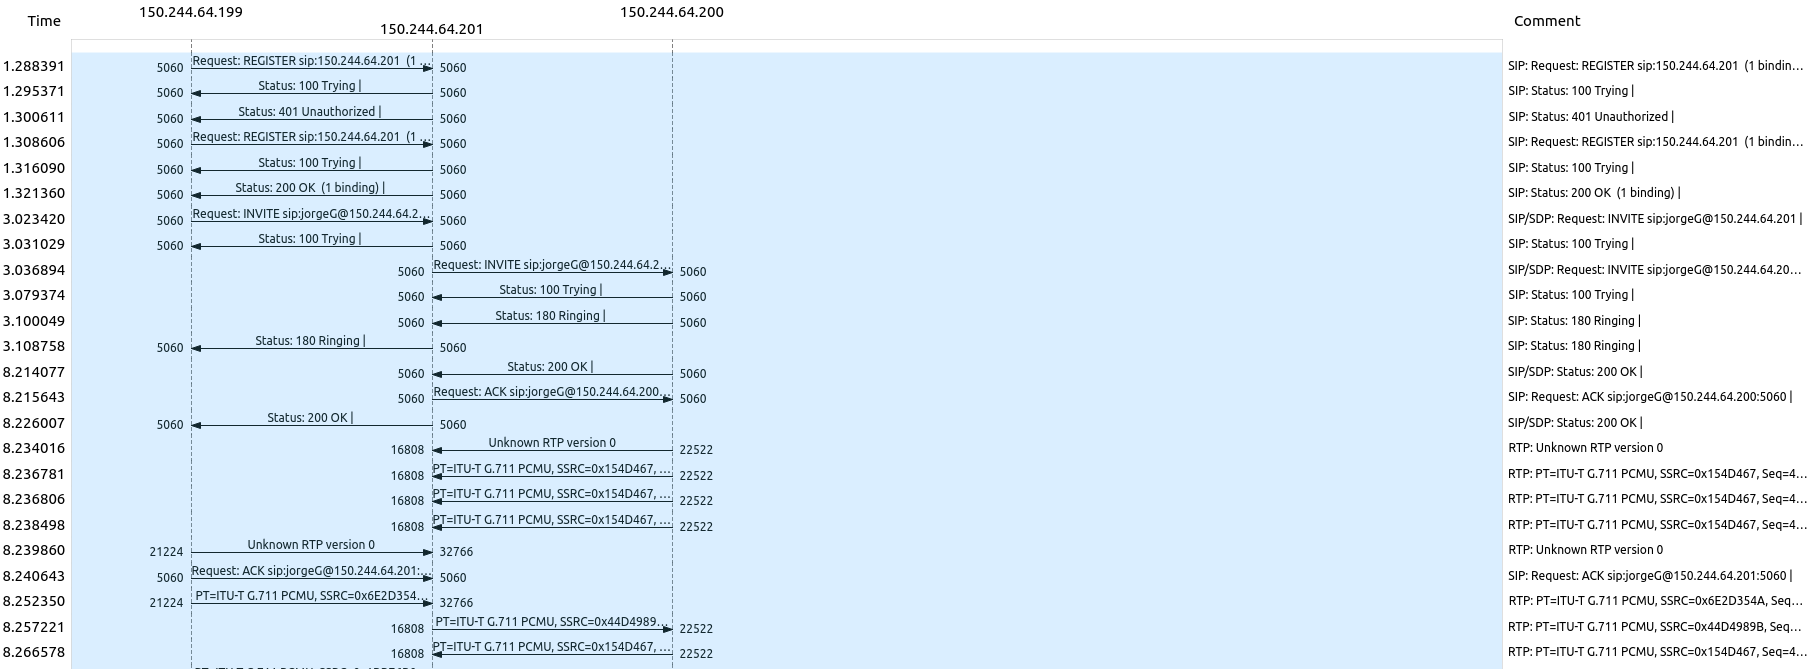 Time 150.244.64.199 150.244.64.201 150.244.64.200 Comment
1.288391 5060 Request: REGISTER sip:150.244.64.201 (1 ... 5060 SIP: Request: REGISTER sip:150.244.64.201 (1 bindin...
1.295371 5060 Status: 100 Trying | 5060 SIP: Status: 100 Trying |
1.300611 5060 Status: 401 Unauthorized | 5060 SIP: Status: 401 Unauthorized |
1.308606 5060 Request: REGISTER sip:150.244.64.201 (1 ... 5060 SIP: Request: REGISTER sip:150.244.64.201 (1 bindin...
1.316090 5060 Status: 100 Trying | 5060 SIP: Status: 100 Trying |
1.321360 5060 Status: 200 OK (1 binding) | 5060 SIP: Status: 200 OK (1 binding) |
3.023420 5060 Request: INVITE sip:jorgeG@150.244.64.2... 5060 SIP/SDP: Request: INVITE sip:jorgeG@150.244.64.201 |
3.031029 5060 Status: 100 Trying | 5060 SIP: Status: 100 Trying |
3.036894 5060 Request: INVITE sip:jorgeG@150.244.64.2... 5060 SIP/SDP: Request: INVITE sip:jorgeG@150.244.64.20...
3.079374 5060 Status: 100 Trying | 5060 SIP: Status: 100 Trying |
3.100049 5060 Status: 180 Ringing | 5060 SIP: Status: 180 Ringing |
3.108758 5060 Status: 180 Ringing | 5060 SIP: Status: 180 Ringing |
8.214077 5060 Status: 200 OK | 5060 SIP/SDP: Status: 200 OK |
8.215643 5060 Request: ACK sip:jorgeG@150.244.64.200... 5060 SIP: Request: ACK sip:jorgeG@150.244.64.200:5060 |
8.226007 5060 Status: 200 OK | 5060 SIP/SDP: Status: 200 OK |
8.234016 16808 Unknown RTP version 0 22522 RTP: Unknown RTP version 0
8.236781 16808 PT=ITU-T G.711 PCMU, SSRC=0x154D467, ... 22522 RTP: PT=ITU-T G.711 PCMU, SSRC=0x154D467, Seq=4...
8.236806 16808 PT=ITU-T G.711 PCMU, SSRC=0x154D467, ... 22522 RTP: PT=ITU-T G.711 PCMU, SSRC=0x154D467, Seq=4...
8.238498 16808 PT=ITU-T G.711 PCMU, SSRC=0x154D467, ... 22522 RTP: PT=ITU-T G.711 PCMU, SSRC=0x154D467, Seq=4...
8.239860 21224 Unknown RTP version 0 32766 RTP: Unknown RTP version 0
8.240643 5060 Request: ACK sip:jorgeG@150.244.64.201:... 5060 SIP: Request: ACK sip:jorgeG@150.244.64.201:5060 |
8.252350 21224 PT=ITU-T G.711 PCMU, SSRC=0x6E2D354... 32766 RTP: PT=ITU-T G.711 PCMU, SSRC=0x6E2D354A, Seq...
8.257221 16808 PT=ITU-T G.711 PCMU, SSRC=0x44D4989... 22522 RTP: PT=ITU-T G.711 PCMU, SSRC=0x44D4989B, Seq...
8.266578 16808 PT=ITU-T G.711 PCMU, SSRC=0x154D467, ... 22522 RTP: PT=ITU-T G.711 PCMU, SSRC=0x154D467, Seq=4...